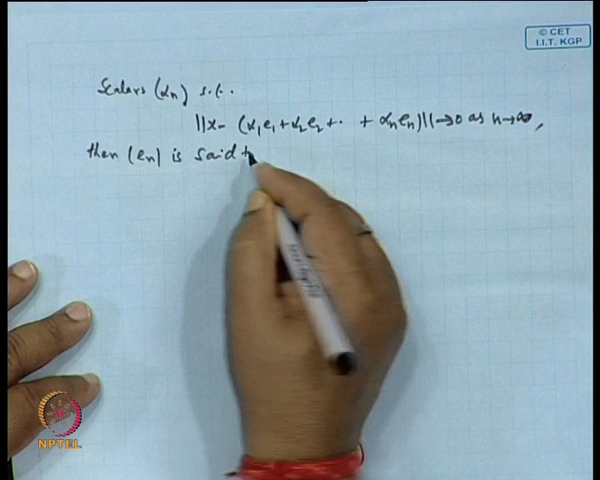 © CET
I.I.T. KGP
Scalars (αn) s.t.
||x - (α1e1 + α2e2 + .. + αnen)|| → 0 as n → ∞,
then (en) is said t
NPTEL